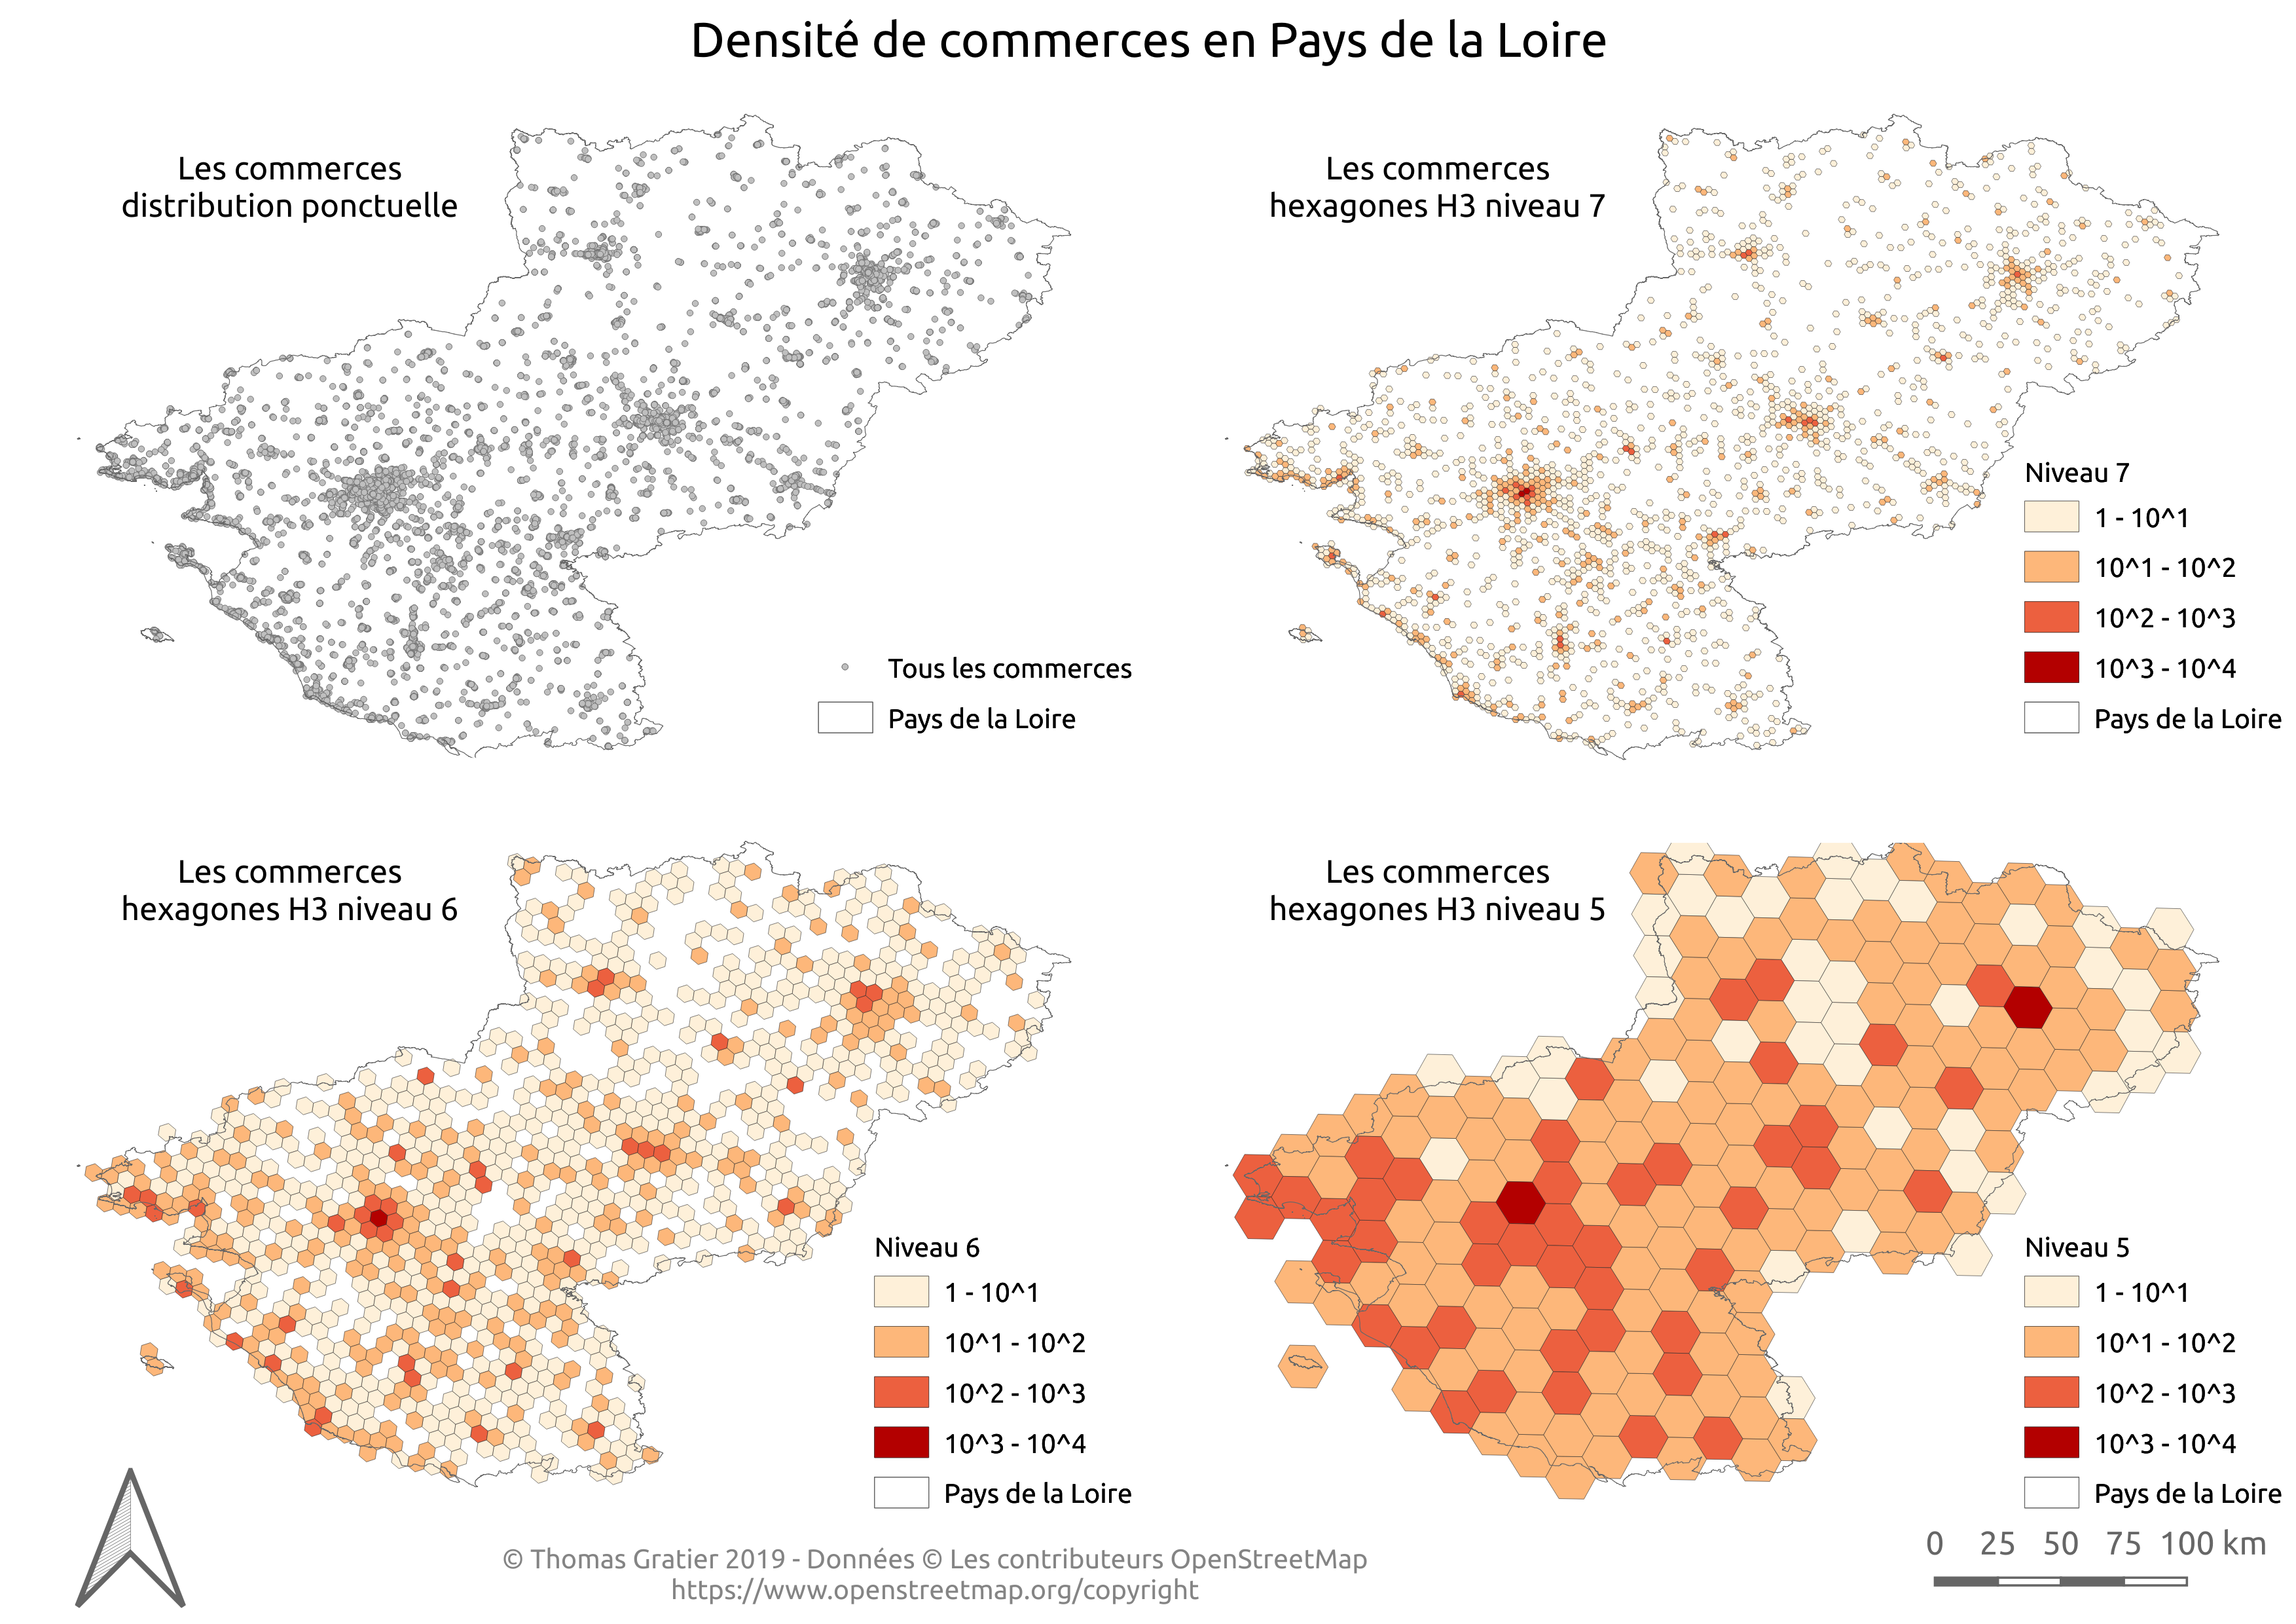 Densité de commerces en Pays de la Loire
Les commerces
distribution ponctuelle
Tous les commerces
Pays de la Loire
Les commerces
hexagones H3 niveau 7
Niveau 7
1 - 10^1
10^1 - 10^2
10^2 - 10^3
10^3 - 10^4
Pays de la Loire
Les commerces
hexagones H3 niveau 6
Niveau 6
1 - 10^1
10^1 - 10^2
10^2 - 10^3
10^3 - 10^4
Pays de la Loire
Les commerces
hexagones H3 niveau 5
Niveau 5
1 - 10^1
10^1 - 10^2
10^2 - 10^3
10^3 - 10^4
Pays de la Loire
0 25 50 75 100 km
© Thomas Gratier 2019 - Données © Les contributeurs OpenStreetMap
https://www.openstreetmap.org/copyright